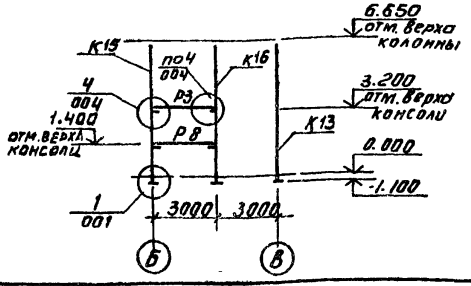 6.650
отм. верха
колонны
К15
по 4
004
К16
4
004
Р3
3.200
отм. верха
консоли
1.400
отм. верха
консоли
Р8
К13
0.000
-1.100
1
001
3000
3000
Б
В